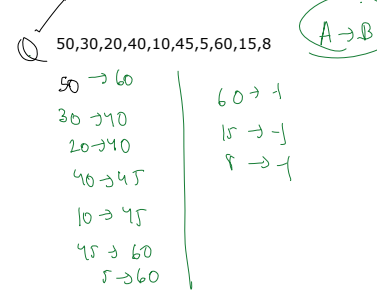 Q 50,30,20,40,10,45,5,60,15,8
A → B
50 → 60
30 → 40
20 → 40
40 → 45
10 → 45
45 → 60
5 → 60
60 → -1
15 → -1
8 → -1